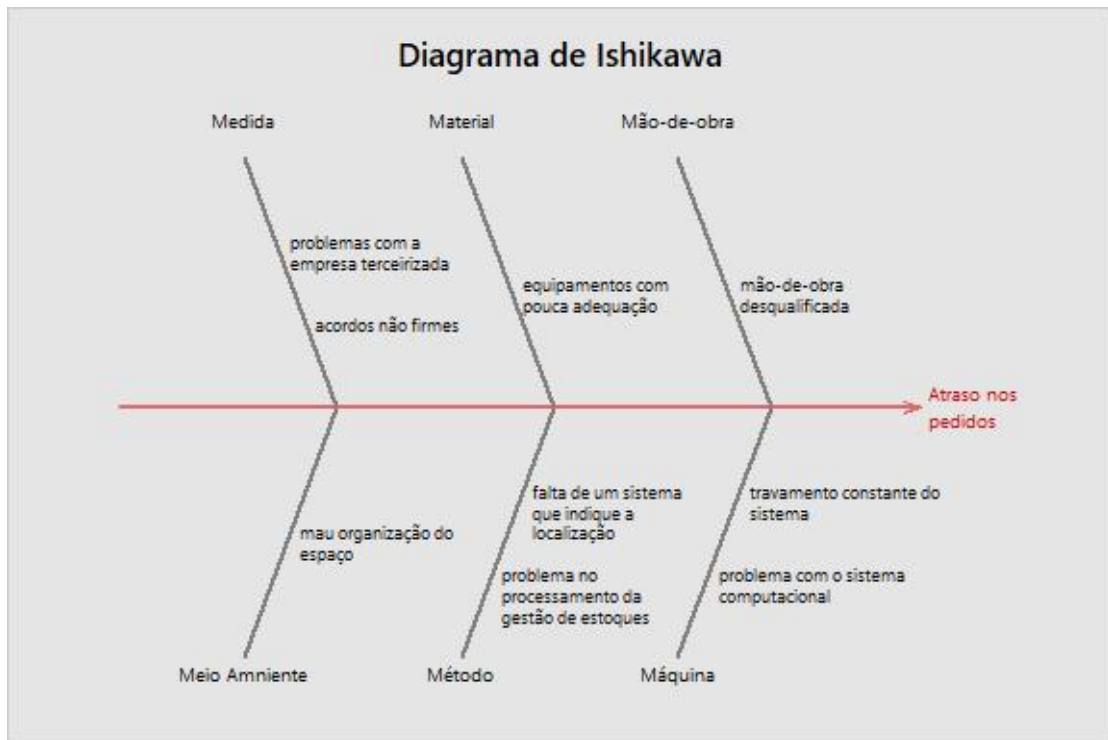 Diagrama de Ishikawa
Medida
Material
Mão-de-obra
problemas com a
empresa terceirizada
acordos não firmes
equipamentos com
pouca adequação
mão-de-obra
desqualificada
Atraso nos
pedidos
mau organização do
espaço
falta de um sistema
que indique a
localização
problema no
processamento da
gestão de estoques
travamento constante do
sistema
problema com o sistema
computacional
Meio Amniente
Método
Máquina